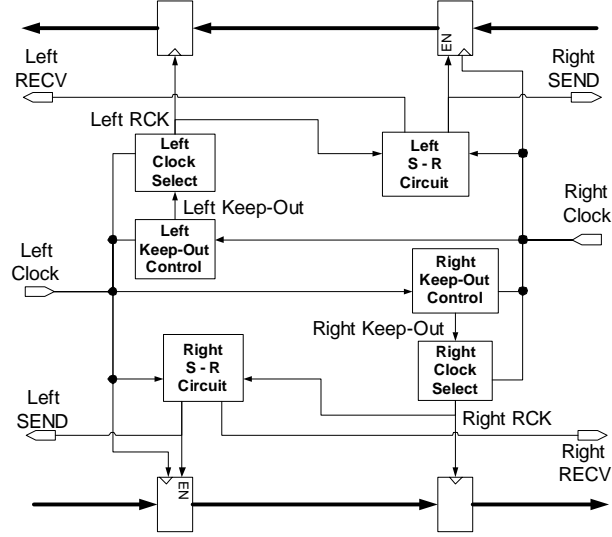 EN
Left
RECV
Right
SEND
Left RCK
Left
Clock
Select
Left
S - R
Circuit
Left Keep-Out
Right
Clock
Left
Keep-Out
Control
Left
Clock
Right
Keep-Out
Control
Right Keep-Out
Right
S - R
Circuit
Right
Clock
Select
Left
SEND
Right RCK
Right
RECV
EN